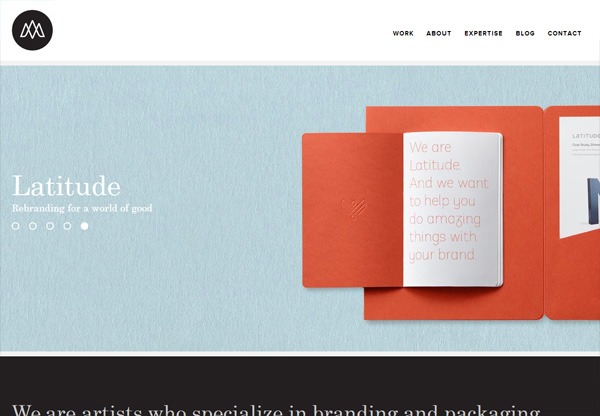 WORK ABOUT EXPERTISE BLOG CONTACT
Latitude
Rebranding for a world of good
We are
Latitude.
And we want
to help you
do amazing
things with
your brand.
LATITUDE
We are artists who specialize in branding and packaging